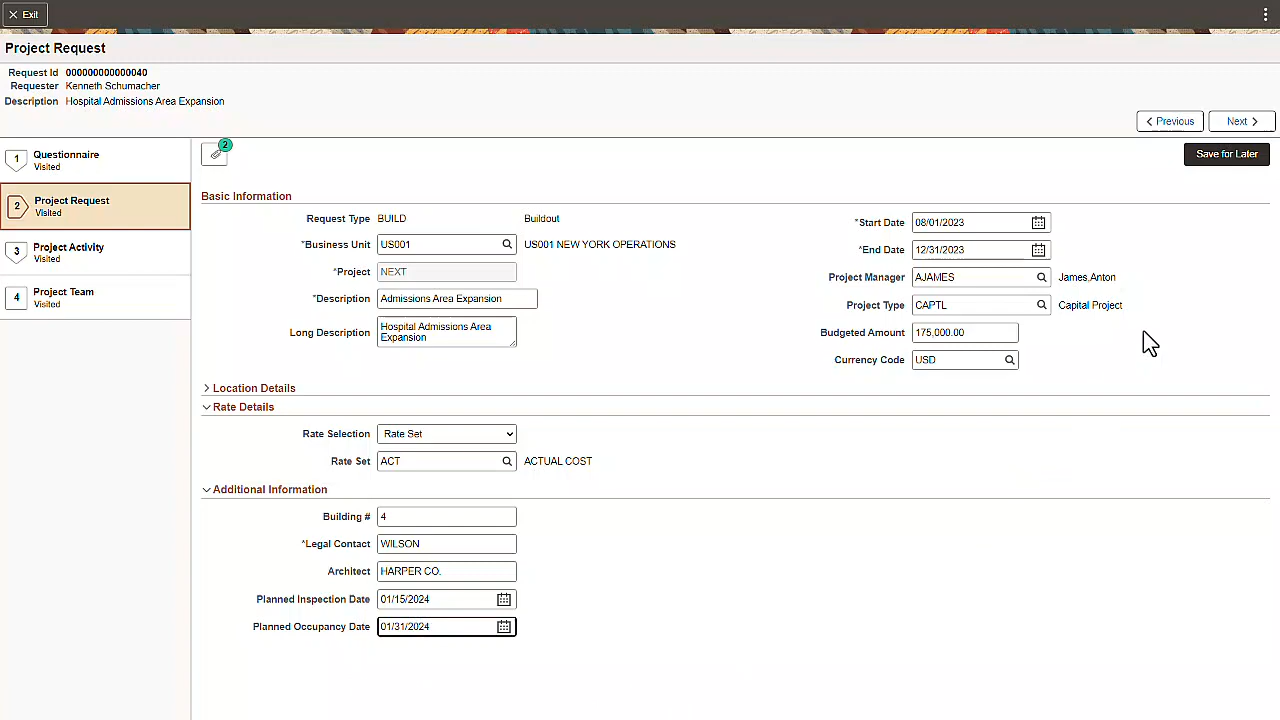 Exit
Project Request
Request Id 000000000000040
Requester Kenneth Schumacher
Description Hospital Admissions Area Expansion
Previous Next
1 Questionnaire
Visited
2 Project Request
Visited
3 Project Activity
Visited
4 Project Team
Visited
2
Save for Later
Basic Information
Request Type BUILD Buildout
*Business Unit US001 US001 NEW YORK OPERATIONS
*Project NEXT
*Description Admissions Area Expansion
Long Description Hospital Admissions Area
Expansion
*Start Date 08/01/2023
*End Date 12/31/2023
Project Manager AJAMES James,Anton
Project Type CAPTL Capital Project
Budgeted Amount 175,000.00
Currency Code USD
Location Details
Rate Details
Rate Selection Rate Set
Rate Set ACT ACTUAL COST
Additional Information
Building # 4
*Legal Contact WILSON
Architect HARPER CO.
Planned Inspection Date 01/15/2024
Planned Occupancy Date 01/31/2024